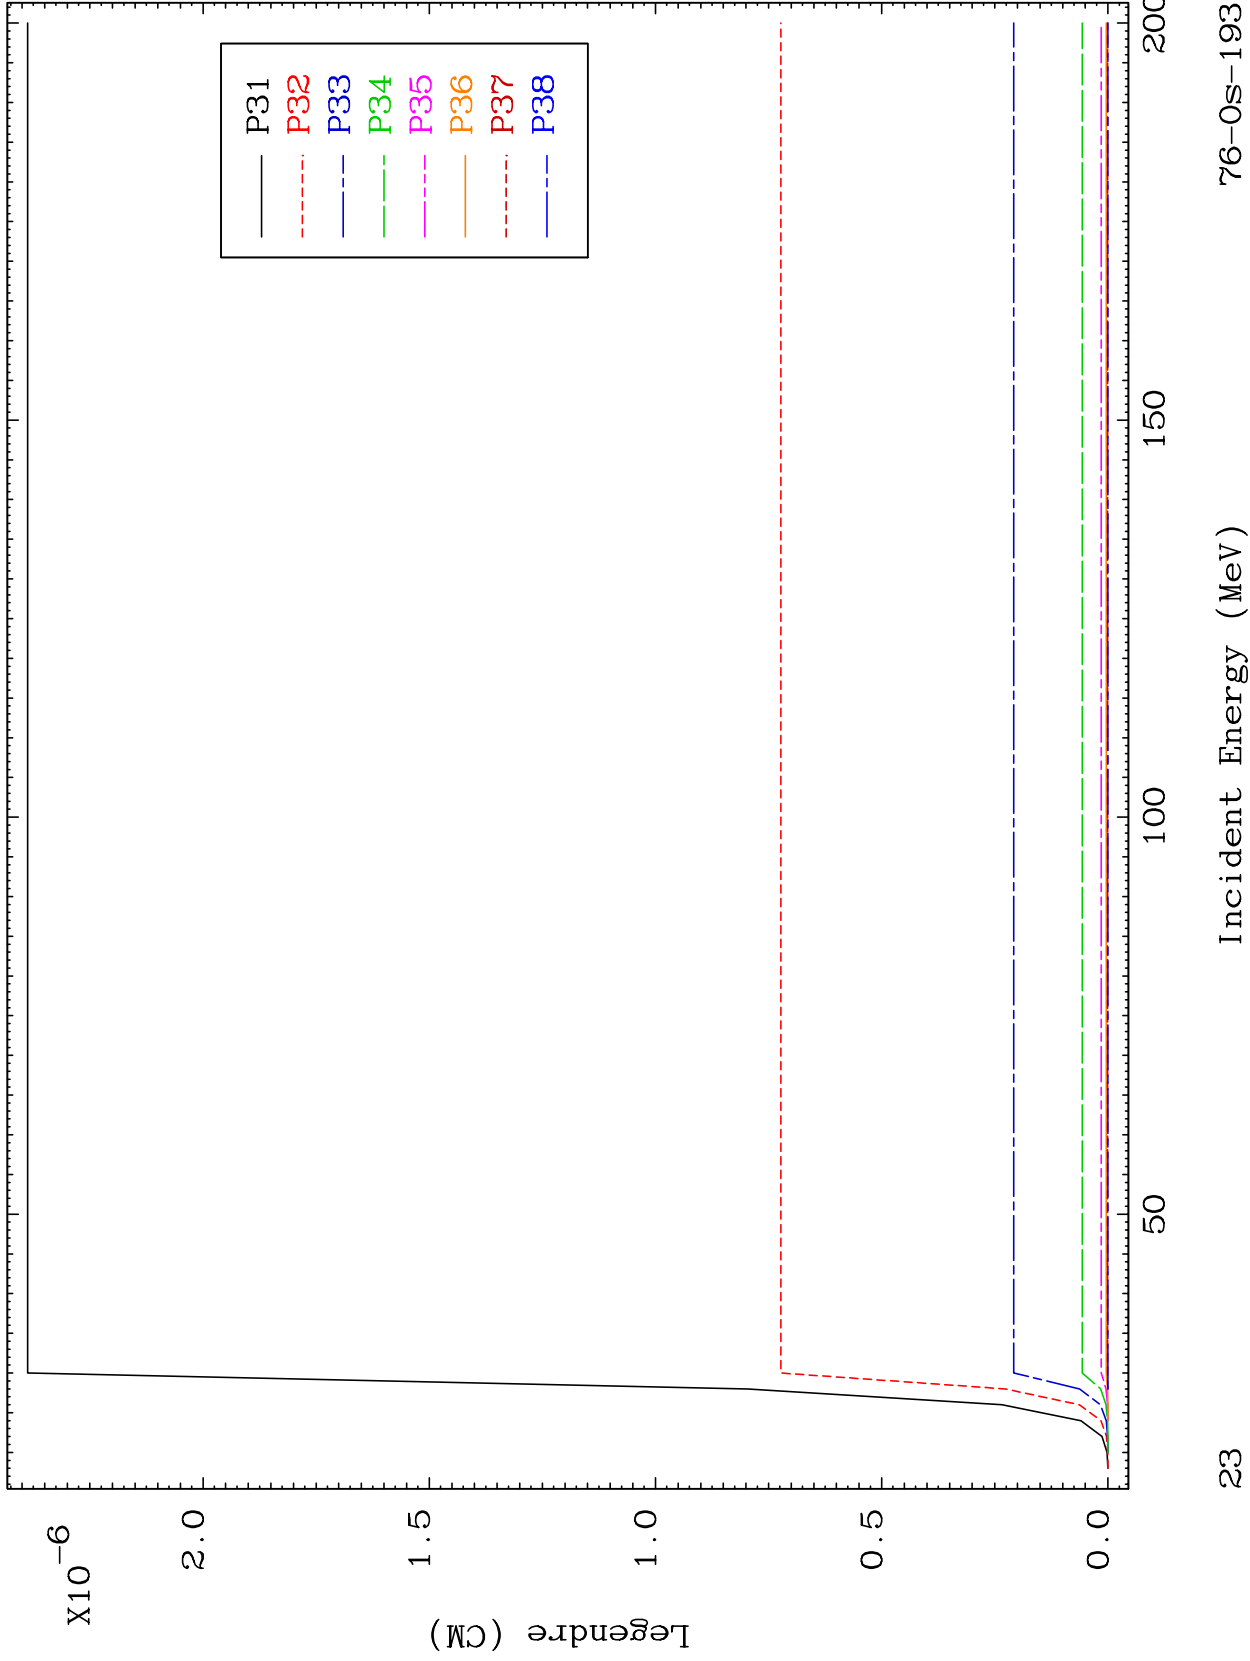 X10-6
2.0
1.5
1.0
0.5
0.0
Legendre (CM)
P31
P32
P33
P34
P35
P36
P37
P38
50
100
150
200
Incident Energy (MeV)
23
76-Os-193